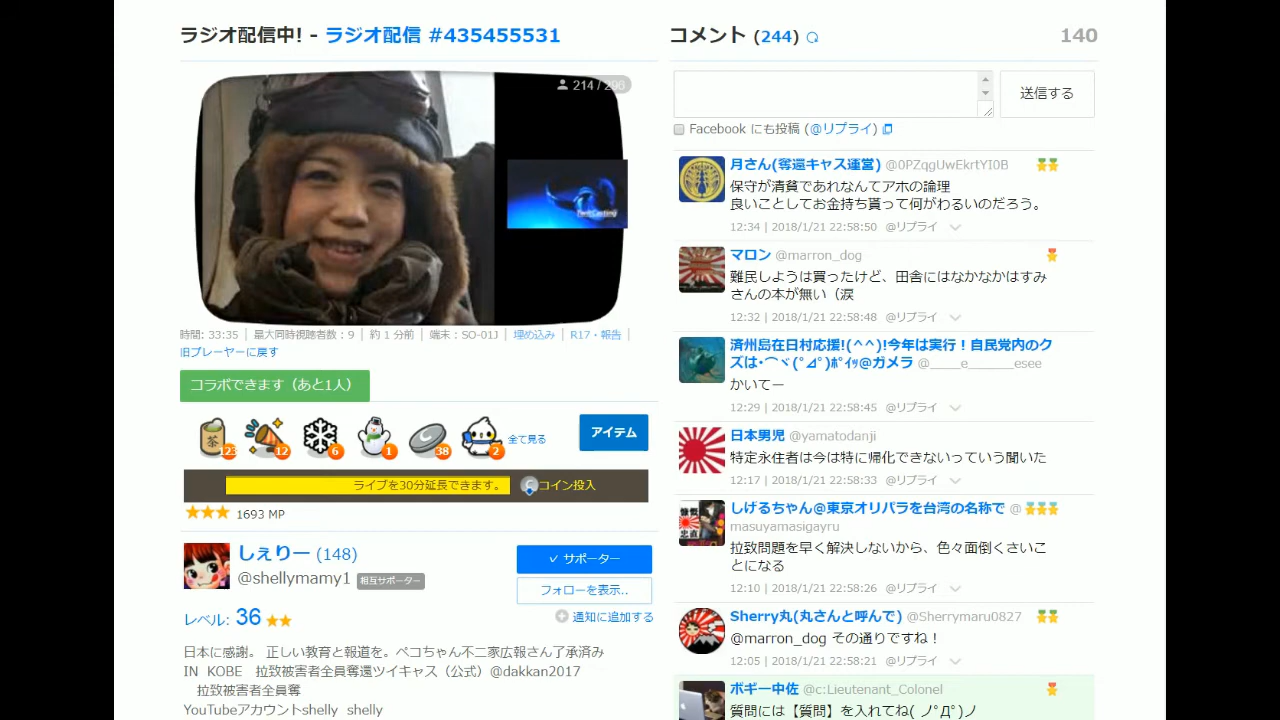 ラジオ配信中! - ラジオ配信 #435455531
214 / 290
時間: 33:35 | 最大同時視聴者数 : 9 | 約 1 分前 | 端末 : SO-01J | 埋め込み | R17・報告 |
旧プレーヤーに戻す
コラボできます（あと1人）
茶 123 12 6 1 38 2 全て見る アイテム
ライブを30分延長できます。 コイン投入
1693 MP
しぇりー (148)
✓ サポーター
@shellymamy1 相互サポーター
フォローを表示..
レベル: 36
通知に追加する
日本に感謝。 正しい教育と報道を。ペコちゃん不二家広報さん了承済み
IN KOBE 拉致被害者全員奪還ツイキャス（公式）@dakkan2017
拉致被害者全員奪
YouTubeアカウントshelly shelly
コメント (244) 140
送信する
Facebook にも投稿 (@リプライ)
月さん(奪還キャス運営) @0PZqgUwEkrtYI0B
保守が清貧であれなんてアホの論理
良いことしてお金持ち貰って何がわるいのだろう。
12:34 | 2018/1/21 22:58:50 @リプライ
マロン @marron_dog
難民しようは買ったけど、田舎にはなかなかはすみ
さんの本が無い（涙
12:32 | 2018/1/21 22:58:48 @リプライ
済州島在日村応援!(^^)!今年は実行！自民党内のク
ズは･⌒ヾ(ﾟ⊿ﾟ)ﾎﾟｲｯ@ガメラ @____e_______esee
かいてー
12:29 | 2018/1/21 22:58:45 @リプライ
日本男児 @yamatodanji
特定永住者は今は特に帰化できないっていう聞いた
12:17 | 2018/1/21 22:58:33 @リプライ
しげるちゃん@東京オリパラを台湾の名称で @
masuyamasigayru
拉致問題を早く解決しないから、色々面倒くさいこ
とになる
12:10 | 2018/1/21 22:58:26 @リプライ
Sherry丸(丸さんと呼んで) @Sherrymaru0827
@marron_dog その通りですね！
12:05 | 2018/1/21 22:58:21 @リプライ
ボギー中佐 @c:Lieutenant_Colonel
質問には【質問】を入れてね( ノﾟДﾟ)ノ